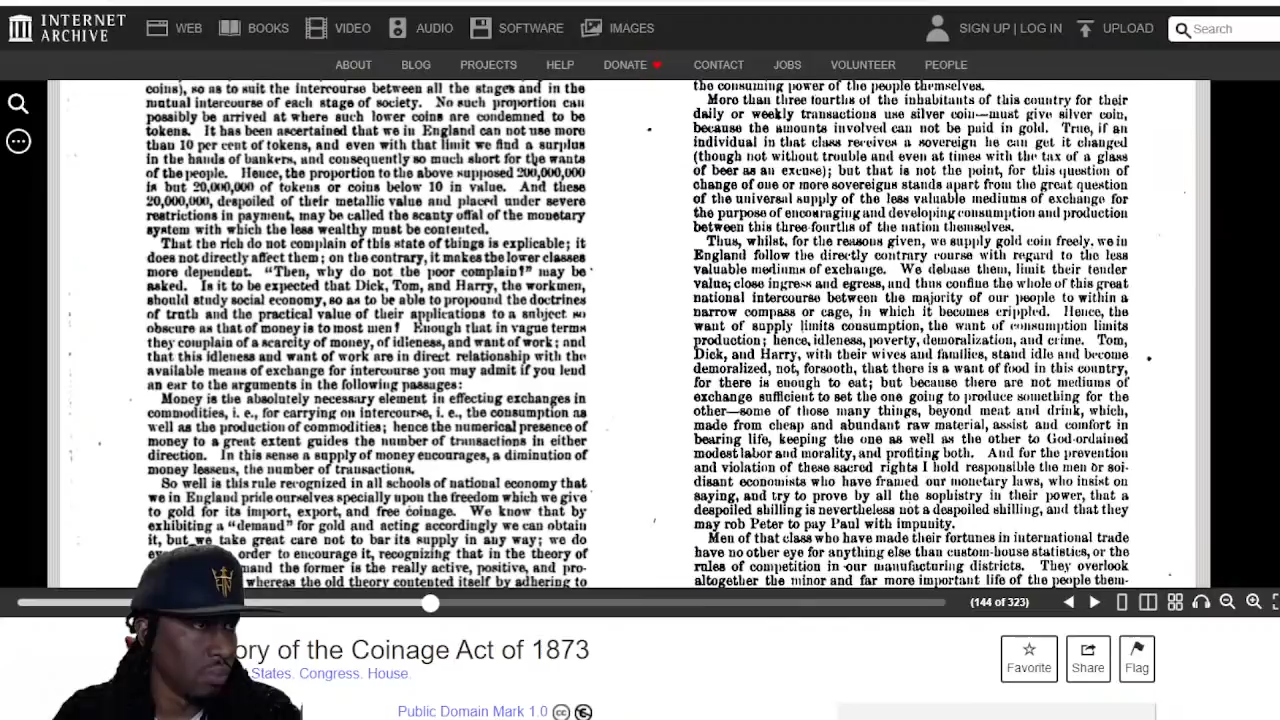 INTERNET ARCHIVE
WEB
BOOKS
VIDEO
AUDIO
SOFTWARE
IMAGES
SIGN UP | LOG IN
UPLOAD
Search
ABOUT
BLOG
PROJECTS
HELP
DONATE
CONTACT
JOBS
VOLUNTEER
PEOPLE
coins), so as to suit the intercourse between all the stages and in the
mutual intercourse of each stage of society. No such proportion can
possibly be arrived at where such lower coins are condemned to be
tokens. It has been ascertained that we in England can not use more
than 10 per cent of tokens, and even with that limit we find a surplus
in the hands of bankers, and consequently so much short for the wants
of the people. Hence, the proportion to the above supposed 200,000,000
is but 20,000,000 of tokens or coins below 10 in value. And these
20,000,000, despoiled of their metallic value and placed under severe
restrictions in payment, may be called the scanty offal of the monetary
system with which the less wealthy must be contented.
That the rich do not complain of this state of things is explicable; it
does not directly affect them; on the contrary, it makes the lower classes
more dependent. "Then, why do not the poor complain?" may be
asked. Is it to be expected that Dick, Tom, and Harry, the workmen,
should study social economy, so as to be able to propound the doctrines
of truth and the practical value of their applications to a subject so
obscure as that of money is to most men? Enough that in vague terms
they complain of a scarcity of money, of idleness, and want of work; and
that this idleness and want of work are in direct relationship with the
available means of exchange for intercourse you may admit if you lend
an ear to the arguments in the following passages:
Money is the absolutely necessary element in effecting exchanges in
commodities, i. e., for carrying on intercourse, i. e., the consumption as
well as the production of commodities; hence the numerical presence of
money to a great extent guides the number of transactions in either
direction. In this sense a supply of money encourages, a diminution of
money lessens, the number of transactions.
So well is this rule recognized in all schools of national economy that
we in England pride ourselves specially upon the freedom which we give
to gold for its import, export, and free coinage. We know that by
exhibiting a "demand" for gold and acting accordingly we can obtain
it, but we take great care not to bar its supply in any way; we do
order to encourage it, recognizing that in the theory of
mand the former is the really active, positive, and pro-
whereas the old theory contented itself by adhering to
the consuming power of the people themselves.
More than three fourths of the inhabitants of this country for their
daily or weekly transactions use silver coin—must give silver coin,
because the amounts involved can not be paid in gold. True, if an
individual in that class receives a sovereign he can get it changed
(though not without trouble and even at times with the tax of a glass
of beer as an excuse); but that is not the point, for this question of
change of one or more sovereigns stands apart from the great question
of the universal supply of the less valuable mediums of exchange for
the purpose of encouraging and developing consumption and production
between this three-fourths of the nation themselves.
Thus, whilst, for the reasons given, we supply gold coin freely, we in
England follow the directly contrary course with regard to the less
valuable mediums of exchange. We debase them, limit their tender
value; close ingress and egress, and thus confine the whole of this great
national intercourse between the majority of our people to within a
narrow compass or cage, in which it becomes crippled. Hence, the
want of supply limits consumption, the want of consumption limits
production; hence, idleness, poverty, demoralization, and crime. Tom,
Dick, and Harry, with their wives and families, stand idle and become
demoralized, not, forsooth, that there is a want of food in this country,
for there is enough to eat; but because there are not mediums of
exchange sufficient to set the one going to produce something for the
other—some of those many things, beyond meat and drink, which,
made from cheap and abundant raw material, assist and comfort in
bearing life, keeping the one as well as the other to God-ordained
modest labor and morality, and profiting both. And for the prevention
and violation of these sacred rights I hold responsible the men or soi-
disant economists who have framed our monetary laws, who insist on
saying, and try to prove by all the sophistry in their power, that a
despoiled shilling is nevertheless not a despoiled shilling, and that they
may rob Peter to pay Paul with impunity.
Men of that class who have made their fortunes in international trade
have no other eye for anything else than custom-house statistics, or the
rules of competition in our manufacturing districts. They overlook
altogether the minor and far more important life of the people them-
(144 of 323)
ory of the Coinage Act of 1873
States. Congress. House.
Favorite
Share
Flag
Public Domain Mark 1.0